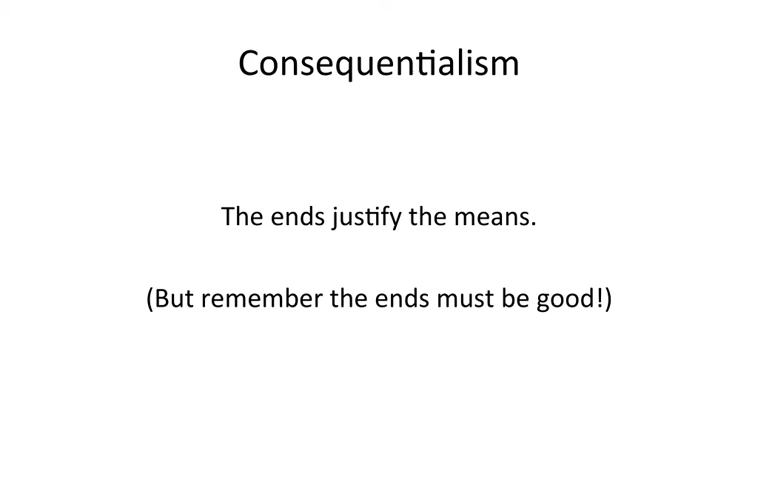 Consequentialism
The ends justify the means.
(But remember the ends must be good!)